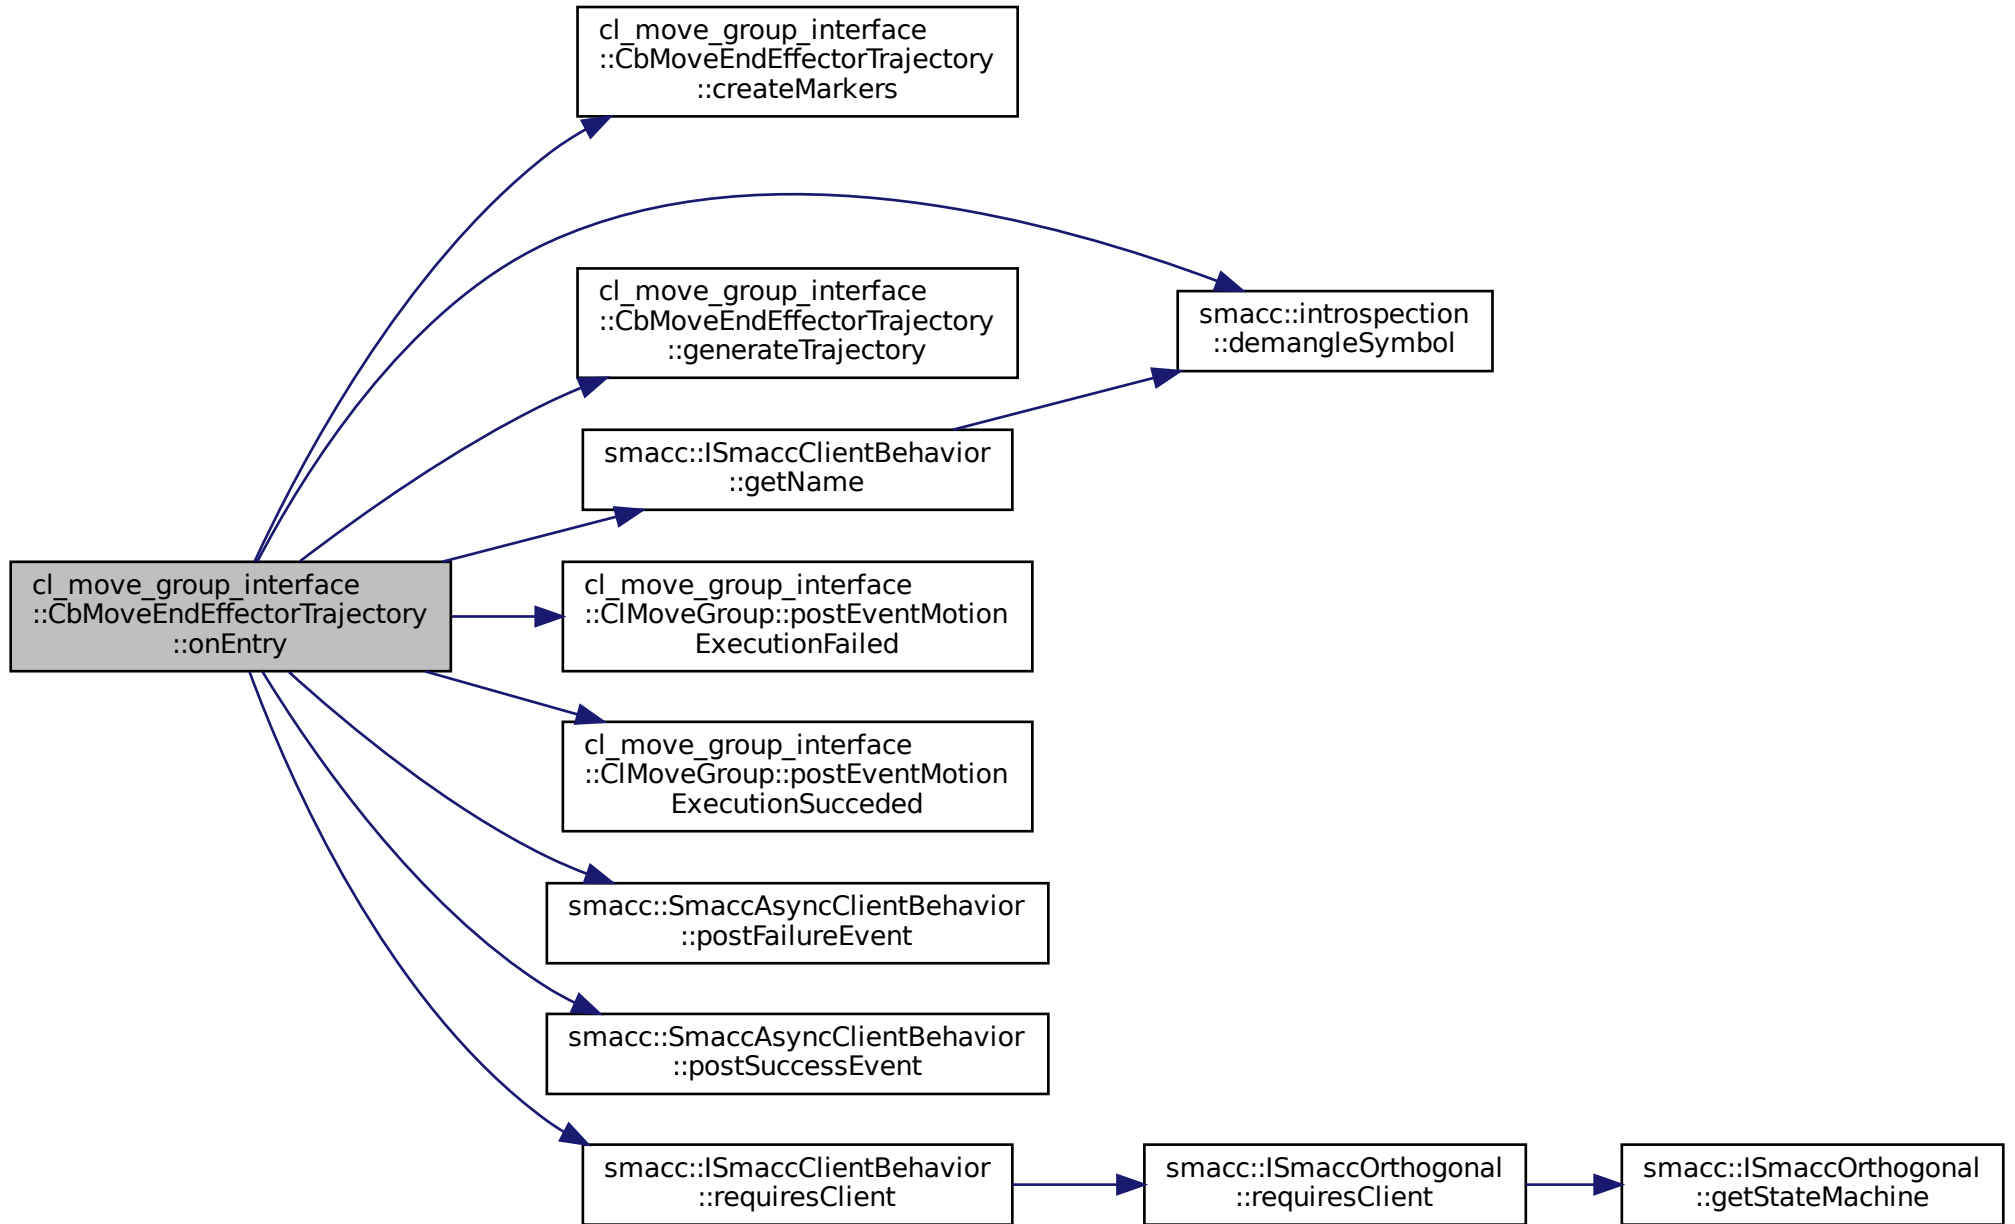 cl_move_group_interface
::CbMoveEndEffectorTrajectory
::createMarkers
cl_move_group_interface
::CbMoveEndEffectorTrajectory
::generateTrajectory
smacc::introspection
::demangleSymbol
smacc::ISmaccClientBehavior
::getName
cl_move_group_interface
::CbMoveEndEffectorTrajectory
::onEntry
cl_move_group_interface
::ClMoveGroup::postEventMotion
ExecutionFailed
cl_move_group_interface
::ClMoveGroup::postEventMotion
ExecutionSucceded
smacc::SmaccAsyncClientBehavior
::postFailureEvent
smacc::SmaccAsyncClientBehavior
::postSuccessEvent
smacc::ISmaccClientBehavior
::requiresClient
smacc::ISmaccOrthogonal
::requiresClient
smacc::ISmaccOrthogonal
::getStateMachine